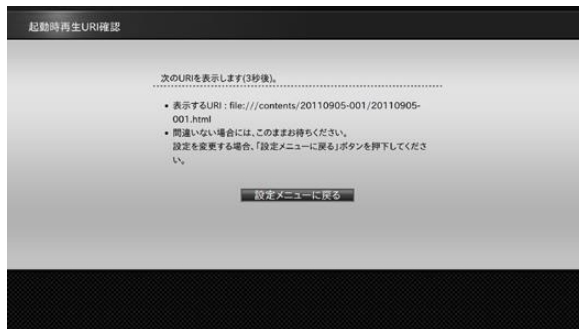 起動時再生URI確認
次のURIを表示します(3秒後)。
• 表示するURI : file:///contents/20110905-001/20110905-
001.html
• 間違いない場合には、このままお待ちください。
設定を変更する場合、「設定メニューに戻る」ボタンを押下してくださ
い。
設定メニューに戻る